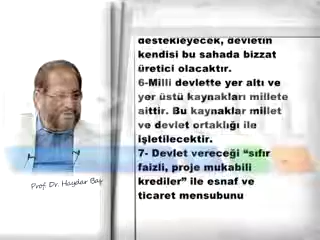 destekleyecek, devletin
kendisi bu sahada bizzat
üretici olacaktır.
6-Milli devlette yer altı ve
yer üstü kaynakları millete
aittir. Bu kaynaklar millet
ve devlet ortaklığı ile
işletilecektir.
7- Devlet vereceği “sıfır
faizli, proje mukabili
krediler” ile esnaf ve
ticaret mensubunu
Prof. Dr. Haydar Baş